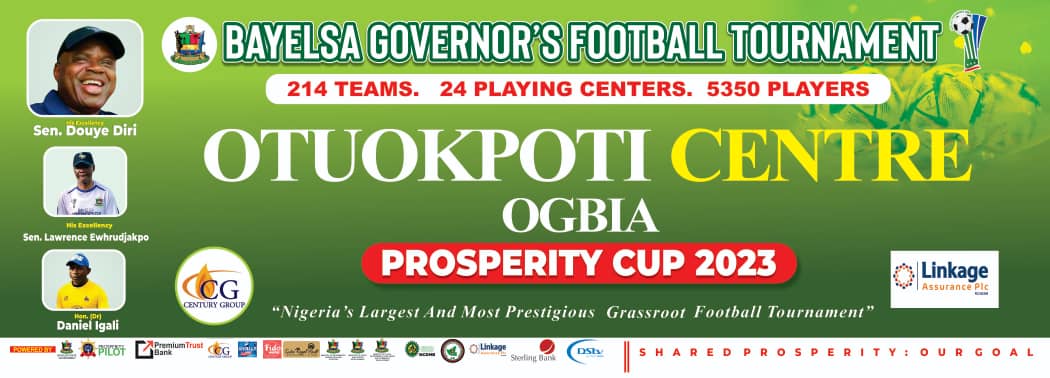 BAYELSA GOVERNOR'S FOOTBALL TOURNAMENT
214 TEAMS. 24 PLAYING CENTERS. 5350 PLAYERS
OTUOKPOTI CENTRE
OGBIA
PROSPERITY CUP 2023
"Nigeria's Largest And Most Prestigious Grassroot Football Tournament"
His Excellency
Sen. Douye Diri
His Excellency
Sen. Lawrence Ewhrudjakpo
Hon. (Dr)
Daniel Igali
CG
CENTURY GROUP
Linkage
Assurance Plc
POWERED BY
PILOT
PremiumTrust
Bank
CG
Fido
NCDMB
Linkage
Sterling Bank
DStv
SHARED PROSPERITY: OUR GOAL